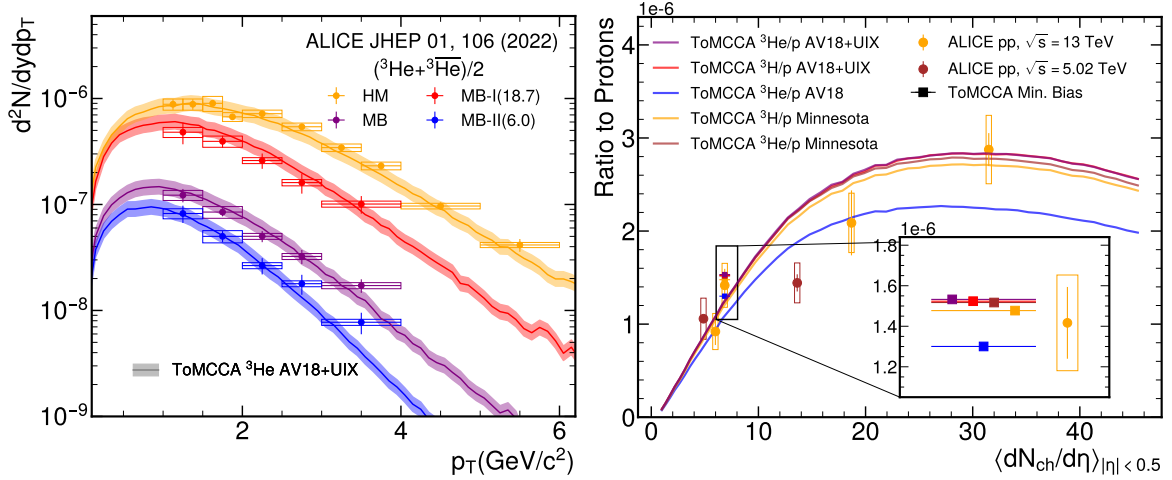 d²N/dydp_T
10⁻⁶
10⁻⁷
10⁻⁸
10⁻⁹
ALICE JHEP 01, 106 (2022)
(³He+³H̅e̅)/2
HM
MB-I(18.7)
MB
MB-II(6.0)
ToMCCA ³He AV18+UIX
2
4
6
p_T(GeV/c²)
Ratio to Protons
1e-6
4
3
2
1
0
ToMCCA ³He/p AV18+UIX
ToMCCA ³H/p AV18+UIX
ToMCCA ³He/p AV18
ToMCCA ³H/p Minnesota
ToMCCA ³He/p Minnesota
ALICE pp, √s = 13 TeV
ALICE pp, √s = 5.02 TeV
ToMCCA Min. Bias
1e-6
1.8
1.6
1.4
1.2
0
10
20
30
40
⟨dN_ch/dη⟩_|η| < 0.5